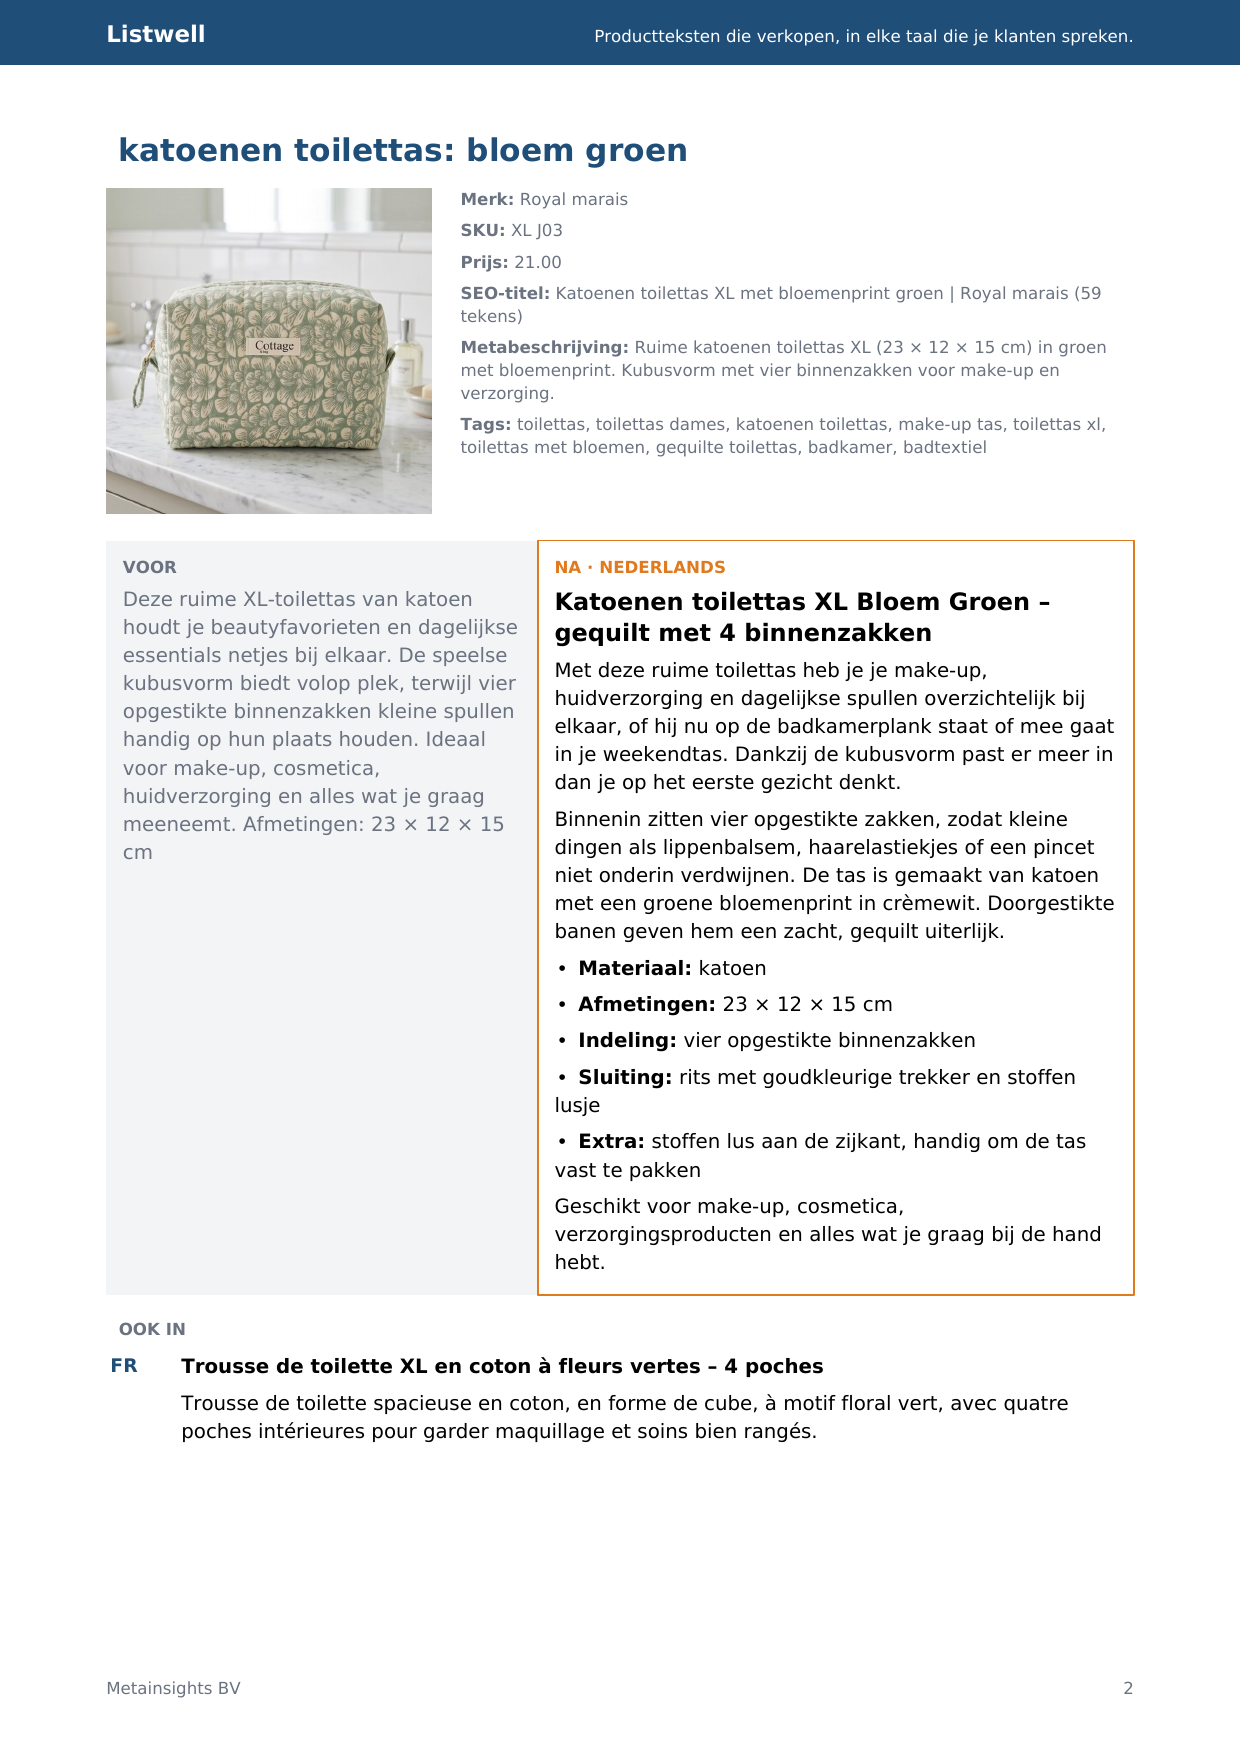 Listwell
Productteksten die verkopen, in elke taal die je klanten spreken.
katoenen toilettas: bloem groen
Cottage
Merk: Royal marais
SKU: XL J03
Prijs: 21.00
SEO-titel: Katoenen toilettas XL met bloemenprint groen | Royal marais (59
tekens)
Metabeschrijving: Ruime katoenen toilettas XL (23 × 12 × 15 cm) in groen
met bloemenprint. Kubusvorm met vier binnenzakken voor make-up en
verzorging.
Tags: toilettas, toilettas dames, katoenen toilettas, make-up tas, toilettas xl,
toilettas met bloemen, gequilte toilettas, badkamer, badtextiel
VOOR
Deze ruime XL-toilettas van katoen
houdt je beautyfavorieten en dagelijkse
essentials netjes bij elkaar. De speelse
kubusvorm biedt volop plek, terwijl vier
opgestikte binnenzakken kleine spullen
handig op hun plaats houden. Ideaal
voor make-up, cosmetica,
huidverzorging en alles wat je graag
meeneemt. Afmetingen: 23 × 12 × 15
cm
NA · NEDERLANDS
Katoenen toilettas XL Bloem Groen –
gequilt met 4 binnenzakken
Met deze ruime toilettas heb je je make-up,
huidverzorging en dagelijkse spullen overzichtelijk bij
elkaar, of hij nu op de badkamerplank staat of mee gaat
in je weekendtas. Dankzij de kubusvorm past er meer in
dan je op het eerste gezicht denkt.
Binnenin zitten vier opgestikte zakken, zodat kleine
dingen als lippenbalsem, haarelastiekjes of een pincet
niet onderin verdwijnen. De tas is gemaakt van katoen
met een groene bloemenprint in crèmewit. Doorgestikte
banen geven hem een zacht, gequilt uiterlijk.
• Materiaal: katoen
• Afmetingen: 23 × 12 × 15 cm
• Indeling: vier opgestikte binnenzakken
• Sluiting: rits met goudkleurige trekker en stoffen
lusje
• Extra: stoffen lus aan de zijkant, handig om de tas
vast te pakken
Geschikt voor make-up, cosmetica,
verzorgingsproducten en alles wat je graag bij de hand
hebt.
OOK IN
FR
Trousse de toilette XL en coton à fleurs vertes – 4 poches
Trousse de toilette spacieuse en coton, en forme de cube, à motif floral vert, avec quatre
poches intérieures pour garder maquillage et soins bien rangés.
Metainsights BV
2